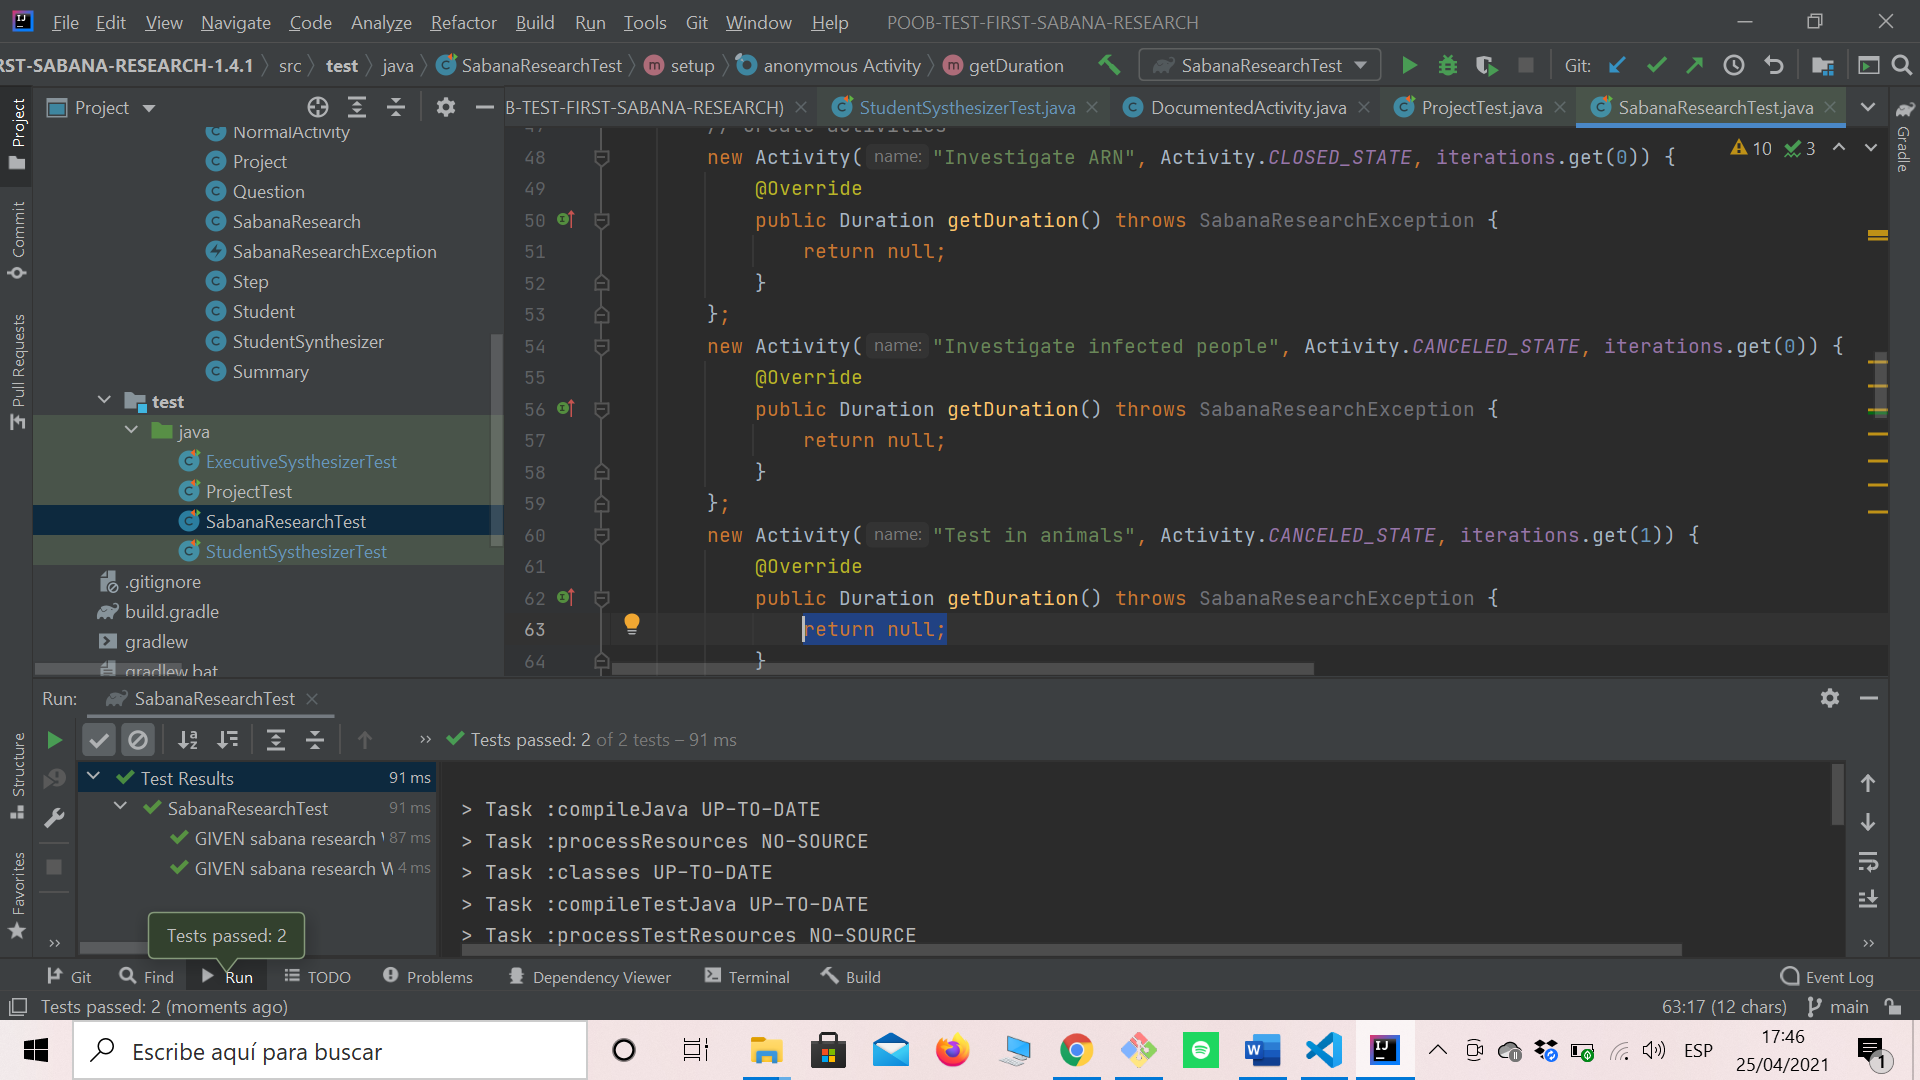 File Edit View Navigate Code Analyze Refactor Build Run Tools Git Window Help POOB-TEST-FIRST-SABANA-RESEARCH
RST-SABANA-RESEARCH-1.4.1 src test java SabanaResearchTest setup anonymous Activity getDuration SabanaResearchTest Git:
Project
B-TEST-FIRST-SABANA-RESEARCH) StudentSysthesizerTest.java DocumentedActivity.java ProjectTest.java SabanaResearchTest.java
Project
Commit
Pull Requests
Structure
Favorites
Gradle
NormalActivity
Project
Question
SabanaResearch
SabanaResearchException
Step
Student
StudentSynthesizer
Summary
test
java
ExecutiveSysthesizerTest
ProjectTest
SabanaResearchTest
StudentSysthesizerTest
.gitignore
build.gradle
gradlew
gradlew.bat
47 // create activities
48 new Activity( name: "Investigate ARN", Activity.CLOSED_STATE, iterations.get(0)) {
10 3
49 @Override
50 public Duration getDuration() throws SabanaResearchException {
51 return null;
52 }
53 };
54 new Activity( name: "Investigate infected people", Activity.CANCELED_STATE, iterations.get(0)) {
55 @Override
56 public Duration getDuration() throws SabanaResearchException {
57 return null;
58 }
59 };
60 new Activity( name: "Test in animals", Activity.CANCELED_STATE, iterations.get(1)) {
61 @Override
62 public Duration getDuration() throws SabanaResearchException {
63 return null;
64 }
Run: SabanaResearchTest
Tests passed: 2 of 2 tests – 91 ms
Test Results 91 ms
SabanaResearchTest 91 ms
GIVEN sabana research 87 ms
GIVEN sabana research W 4 ms
> Task :compileJava UP-TO-DATE
> Task :processResources NO-SOURCE
> Task :classes UP-TO-DATE
> Task :compileTestJava UP-TO-DATE
> Task :processTestResources NO-SOURCE
Tests passed: 2
Git Find Run TODO Problems Dependency Viewer Terminal Build Event Log
Tests passed: 2 (moments ago) 63:17 (12 chars) main
Escribe aquí para buscar
ESP
17:46
25/04/2021
1